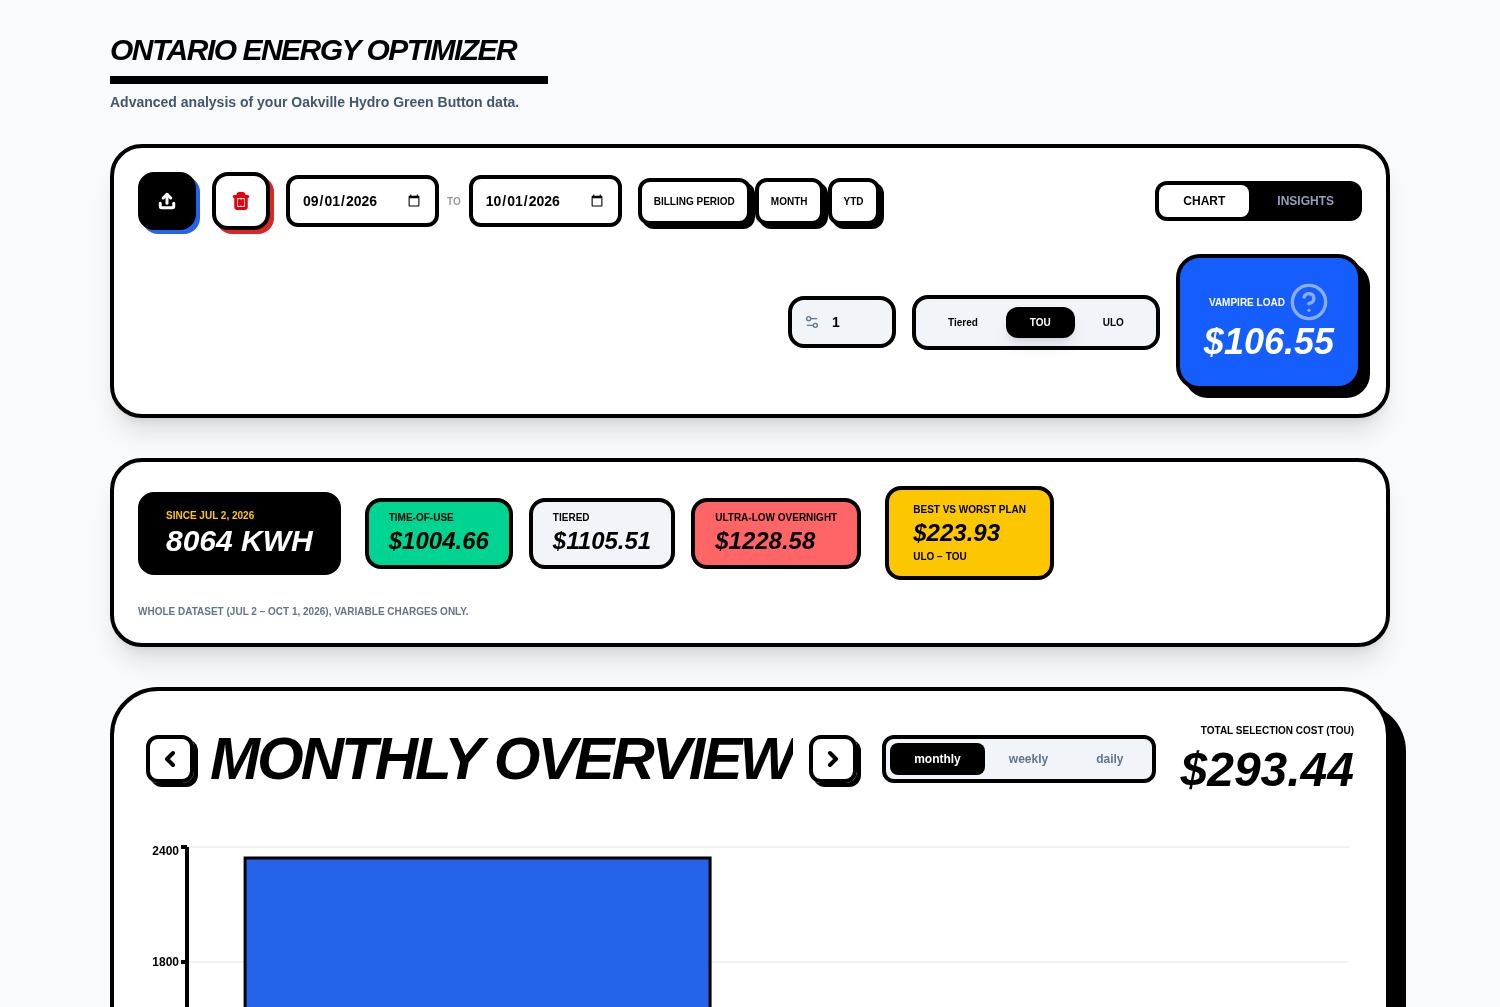 ONTARIO ENERGY OPTIMIZER
Advanced analysis of your Oakville Hydro Green Button data.
09/01/2026
TO
10/01/2026
BILLING PERIOD
MONTH
YTD
CHART
INSIGHTS
1
Tiered
TOU
ULO
VAMPIRE LOAD
$106.55
SINCE JUL 2, 2026
8064 KWH
TIME-OF-USE
$1004.66
TIERED
$1105.51
ULTRA-LOW OVERNIGHT
$1228.58
BEST VS WORST PLAN
$223.93
ULO – TOU
WHOLE DATASET (JUL 2 – OCT 1, 2026), VARIABLE CHARGES ONLY.
MONTHLY OVERVIEW
monthly
weekly
daily
TOTAL SELECTION COST (TOU)
$293.44
2400
1800